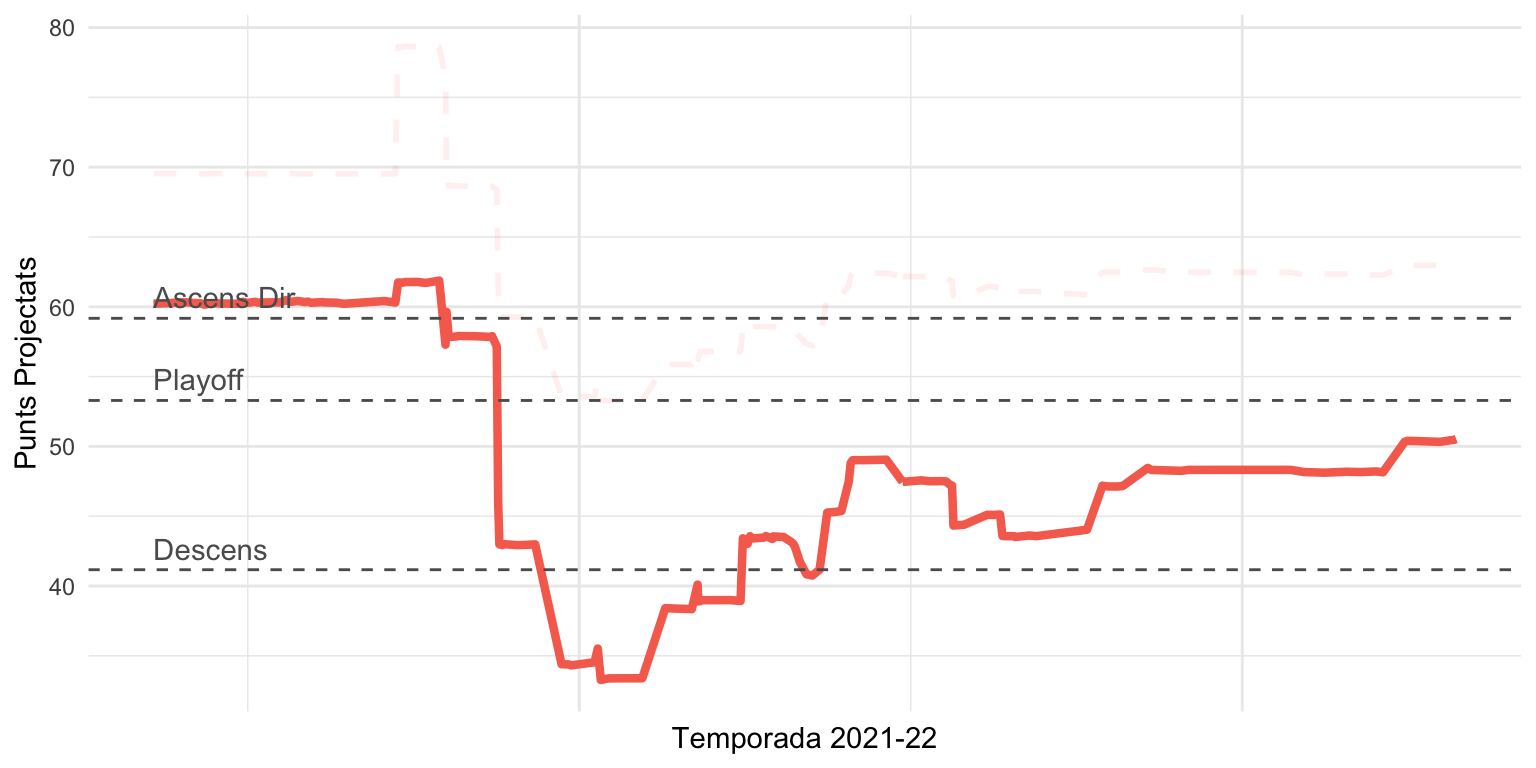 80
70
60
50
40
Punts Projectats
Ascens Dir
Playoff
Descens
Temporada 2021-22